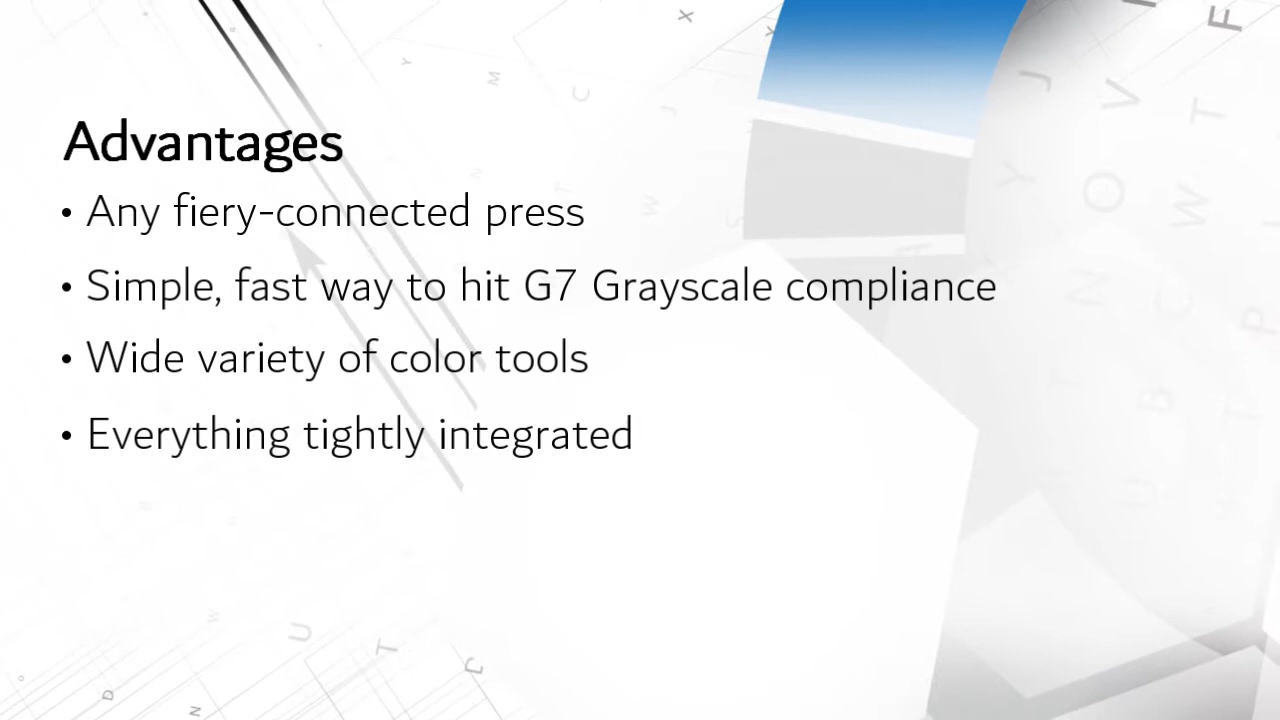 Advantages
• Any fiery-connected press
• Simple, fast way to hit G7 Grayscale compliance
• Wide variety of color tools
• Everything tightly integrated